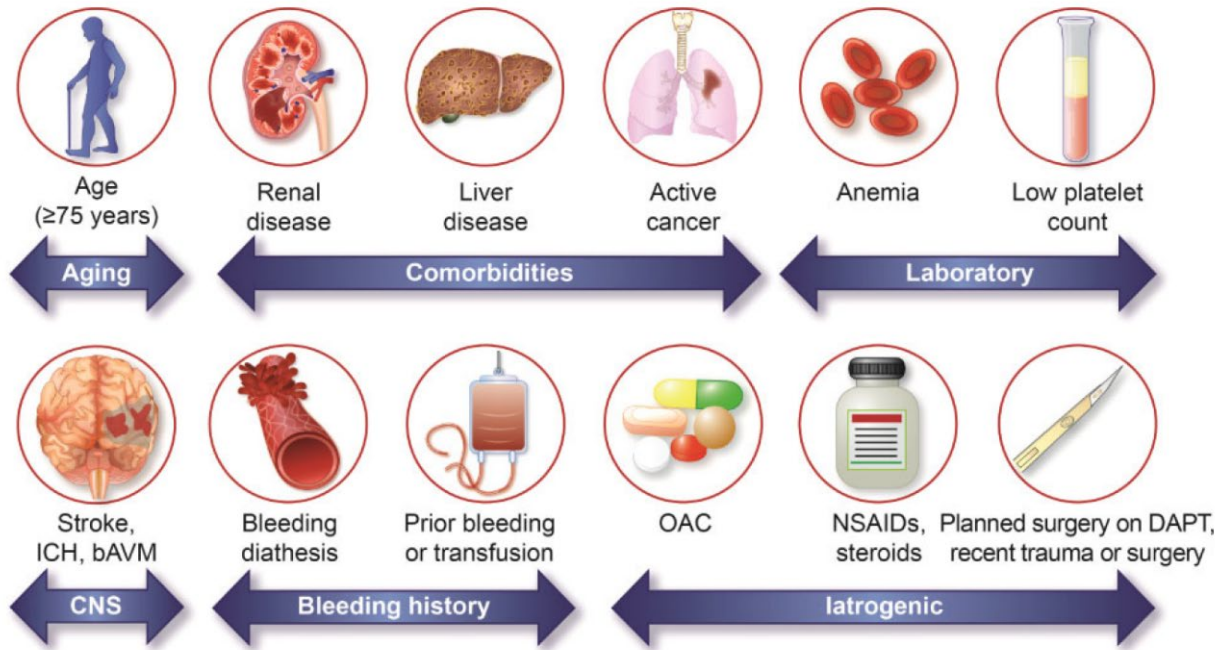 Age
(≥75 years)
Renal
disease
Liver
disease
Active
cancer
Anemia
Low platelet
count
Aging
Comorbidities
Laboratory
Stroke,
ICH, bAVM
Bleeding
diathesis
Prior bleeding
or transfusion
OAC
NSAIDs,
steroids
Planned surgery on DAPT,
recent trauma or surgery
CNS
Bleeding history
Iatrogenic